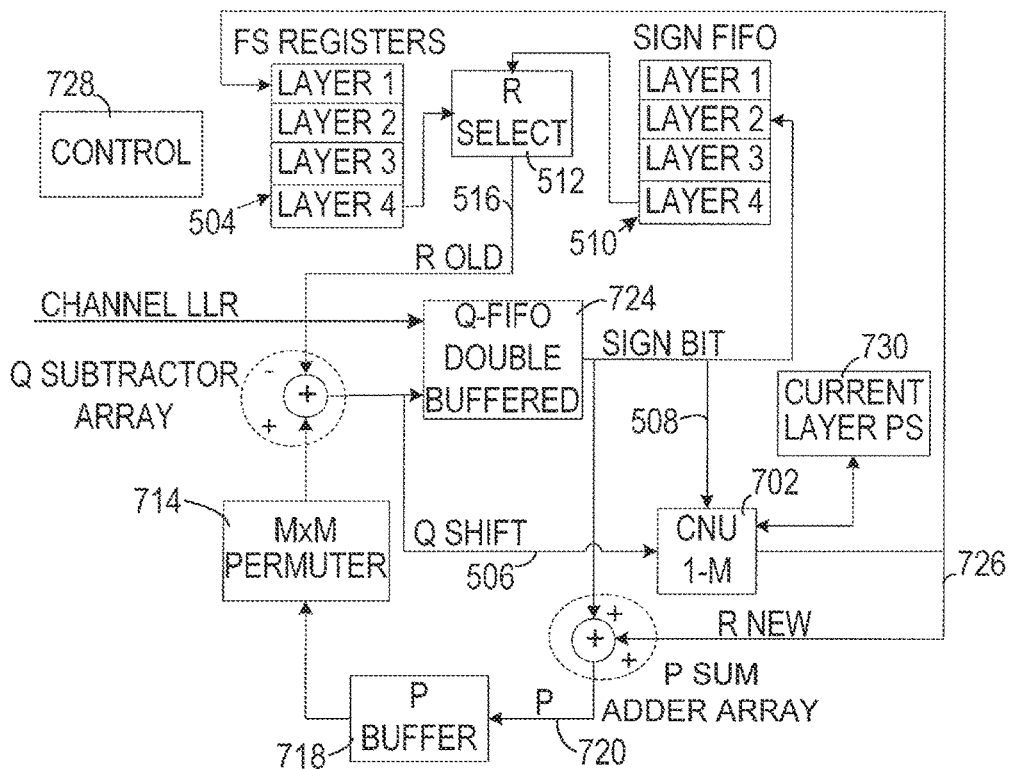 FS REGISTERS
LAYER 1
LAYER 2
LAYER 3
LAYER 4
504
728
CONTROL
R
SELECT
512
516
SIGN FIFO
LAYER 1
LAYER 2
LAYER 3
LAYER 4
510
R OLD
CHANNEL LLR
Q SUBTRACTOR
ARRAY
-
+
+
Q-FIFO
DOUBLE
BUFFERED
724
SIGN BIT
508
730
CURRENT
LAYER PS
714
MxM
PERMUTER
Q SHIFT
506
702
CNU
1-M
726
R NEW
+
+
+
P SUM
ADDER ARRAY
P
BUFFER
718
P
720